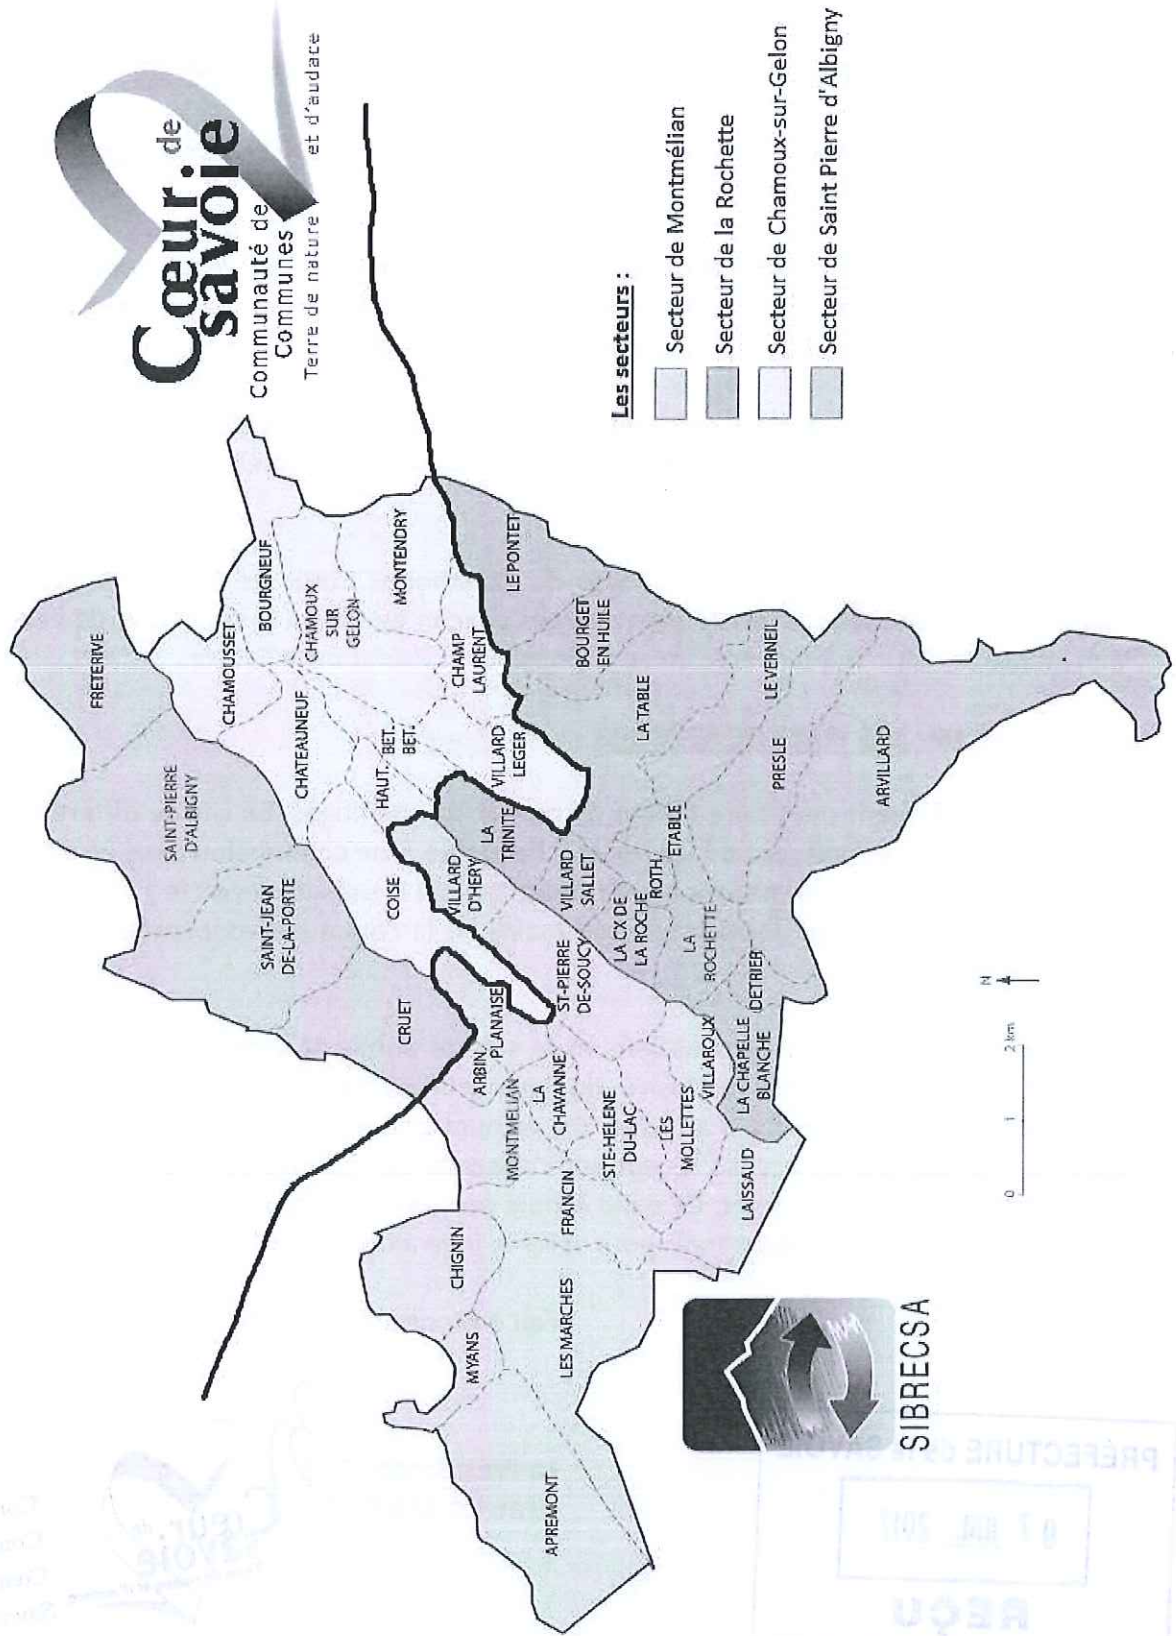 Cœur de
savoie
Communauté de
Communes
Terre de nature et d'audace
FRETERIVE
SAINT-PIERRE
D'ALBIGNY
CHAMOUSSET
BOURGNEUF
SAINT-JEAN
DE-LA-PORTE
CHATEAUNEUF
CHAMOUX
SUR
GELON
MONTENDRY
HAUT.
BET.
BET.
CRUET
COISE
CHAMP
LAURENT
VILLARD
LEGER
LE PONTET
VILLARD
D'HERY
LA
TRINITE
ARBIN
PLANAISE
MONTMELIAN
CHIGNIN
MYANS
LA
CHAVANNE
ST-PIERRE
DE-SOUCY
VILLARD
SALLET
BOURGET
EN HUILE
FRANCIN
LES MARCHES
APREMONT
STE-HELENE
DU-LAC
LA CX DE
LA ROCHE
ROTH.
ETABLE
LA TABLE
LES
MOLLETTES
VILLAROUX
LA
ROCHETTE
LE VERNEIL
PRESLE
LAISSAUD
LA CHAPELLE
BLANCHE
DETRIER
ARVILLARD
Les secteurs :
Secteur de Montmélian
Secteur de la Rochette
Secteur de Chamoux-sur-Gelon
Secteur de Saint Pierre d'Albigny
N
0 1 2 km
SIBRECSA
PRÉFECTURE de la SAVOIE
REÇU